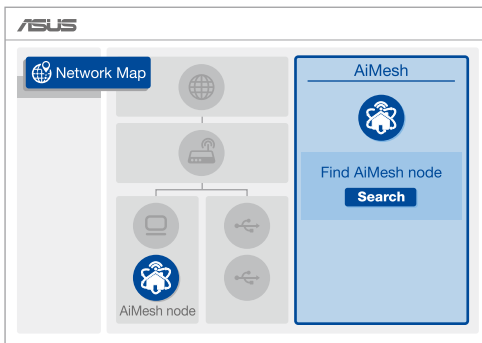 ASUS
Network Map
AiMesh
Find AiMesh node
Search
AiMesh node